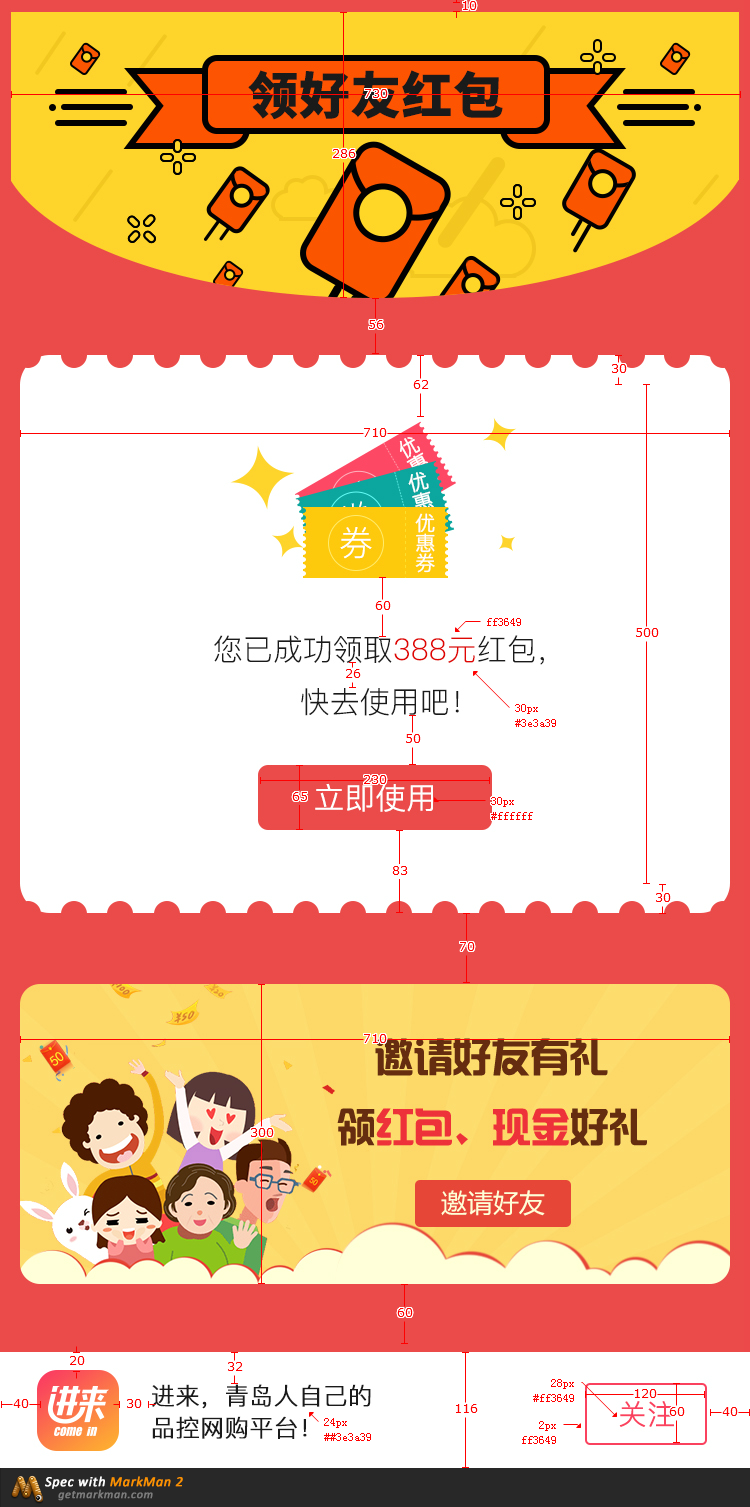 10
领好友红包
730
286
56
30
62
710
优惠
优惠
优惠券
券
60
ff3649
您已成功领取388元红包，
26
500
快去使用吧！
30px
#3e3a39
50
230
立即使用
65
30px
#ffffff
83
30
70
¥50
710
邀请好友有礼
50
领红包、现金好礼
300
50
邀请好友
60
20
32
进来
come in
40
30
进来，青岛人自己的
品控网购平台！
24px
##3e3a39
116
28px
#ff3649
120
关注
60
40
2px
ff3649
Spec with MarkMan 2
getmarkman.com